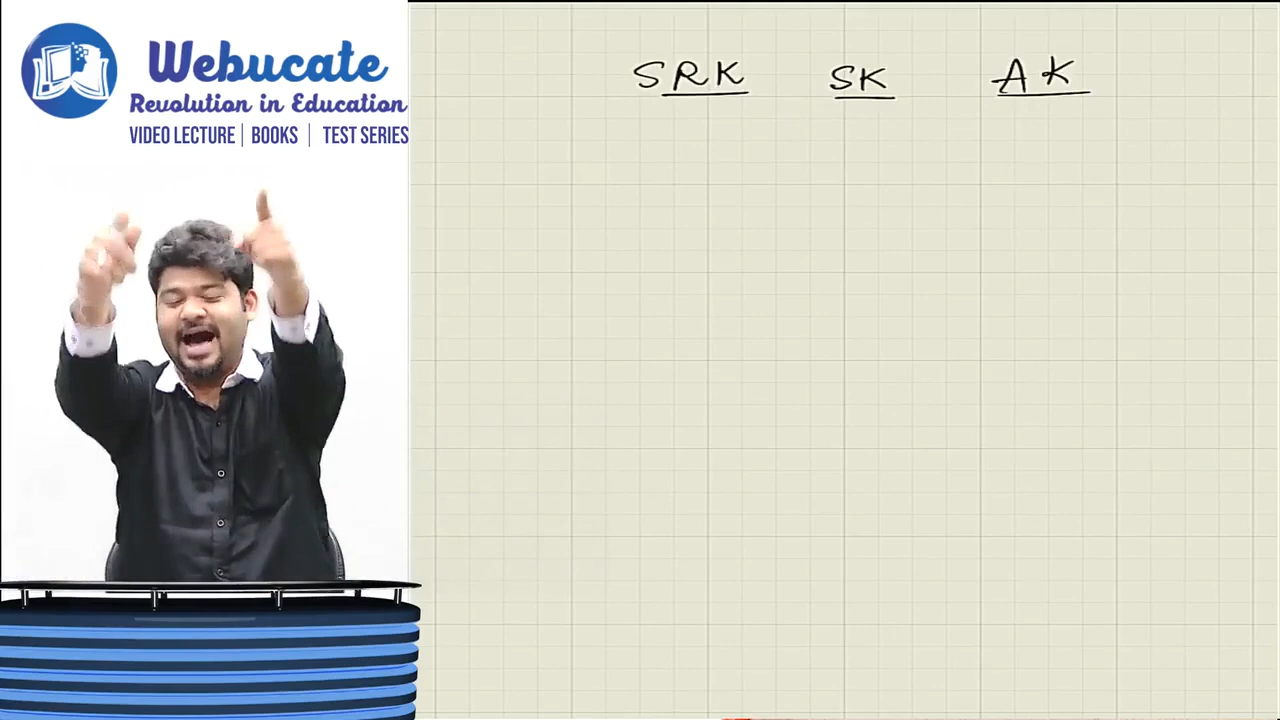 Webucate
Revolution in Education
VIDEO LECTURE | BOOKS | TEST SERIES
SRK SK AK